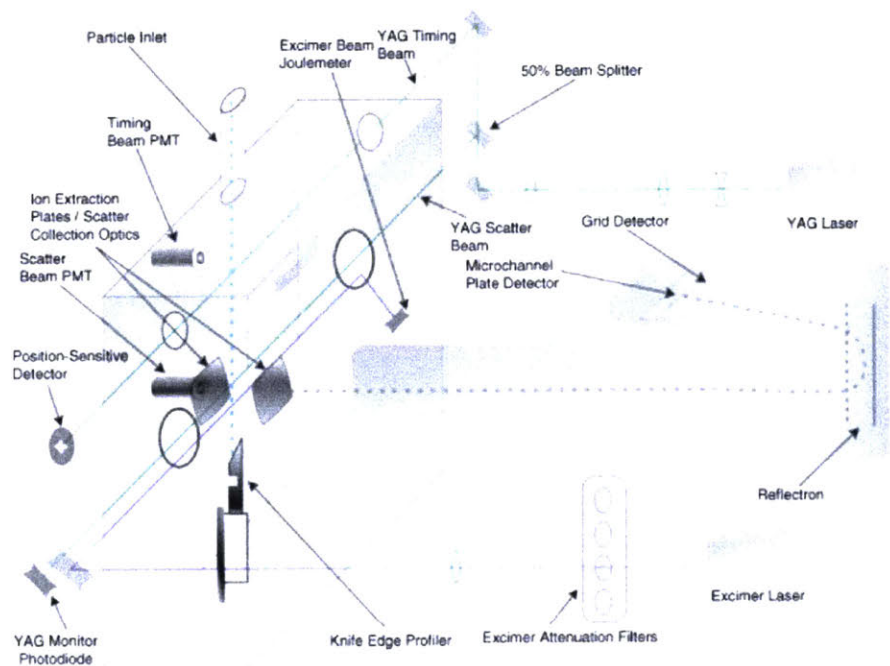 Particle Inlet
Excimer Beam
Joulemeter
YAG Timing
Beam
50% Beam Splitter
Timing
Beam PMT
Ion Extraction
Plates / Scatter
Collection Optics
Scatter
Beam PMT
Position-Sensitive
Detector
YAG Scatter
Beam
Grid Detector
YAG Laser
Microchannel
Plate Detector
Reflectron
YAG Monitor
Photodiode
Knife Edge Profiler
Excimer Attenuation Filters
Excimer Laser